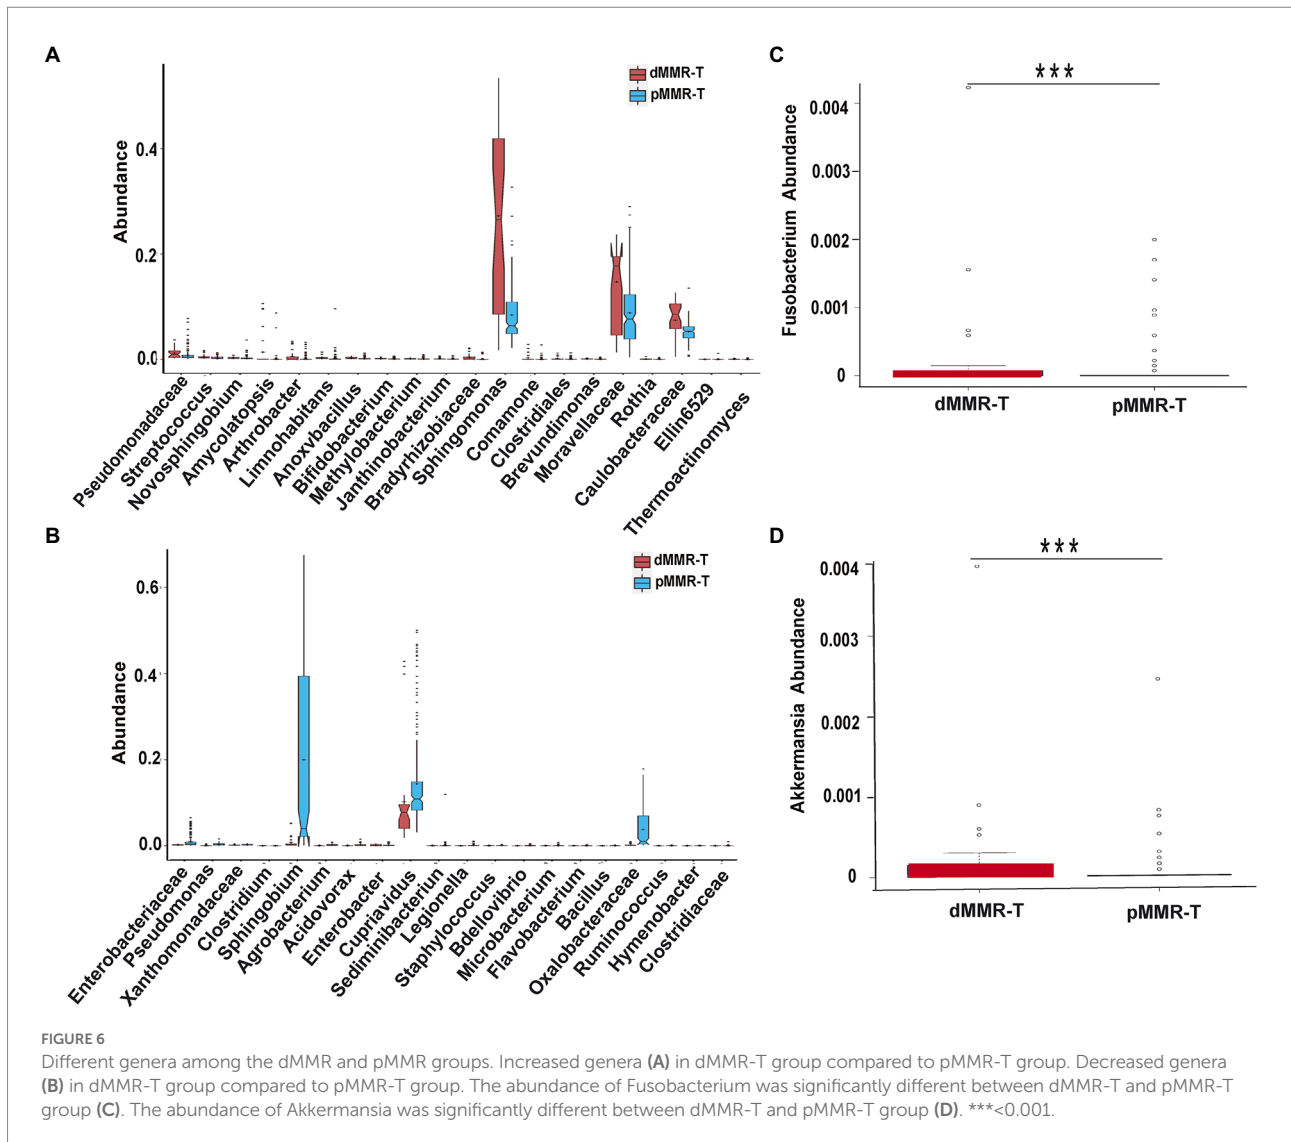 A
dMMR-T
pMMR-T
Abundance
0.4
0.2
0.0
Pseudomonadaceae
Streptococcus
Novosphingobium
Amycolatopsis
Arthrobacter
Limnohabitans
Anoxvbacillus
Bifidobacterium
Methylobacterium
Janthinobacterium
Bradyrhizobiaceae
Sphingomonas
Comamone
Clostridiales
Brevundimonas
Moravellaceae
Rothia
Caulobacteraceae
Ellin6529
Thermoactinomyces
C
***
Fusobacterium Abundance
0.004
0.003
0.002
0.001
0
dMMR-T
pMMR-T
B
dMMR-T
pMMR-T
Abundance
0.6
0.4
0.2
0.0
Enterobacteriaceae
Pseudomonas
Xanthomonadaceae
Clostridium
Sphingobium
Agrobacterium
Acidovorax
Enterobacter
Cupriavidus
Sediminibacteriun
Legionella
Staphylococcus
Bdellovibrio
Microbacterium
Flavobacterium
Bacillus
Oxalobacteraceae
Ruminococcus
Hymenobacter
Clostridiaceae
D
***
Akkermansia Abundance
0.004
0.003
0.002
0.001
0
dMMR-T
pMMR-T
FIGURE 6
Different genera among the dMMR and pMMR groups. Increased genera (A) in dMMR-T group compared to pMMR-T group. Decreased genera
(B) in dMMR-T group compared to pMMR-T group. The abundance of Fusobacterium was significantly different between dMMR-T and pMMR-T
group (C). The abundance of Akkermansia was significantly different between dMMR-T and pMMR-T group (D). ***<0.001.